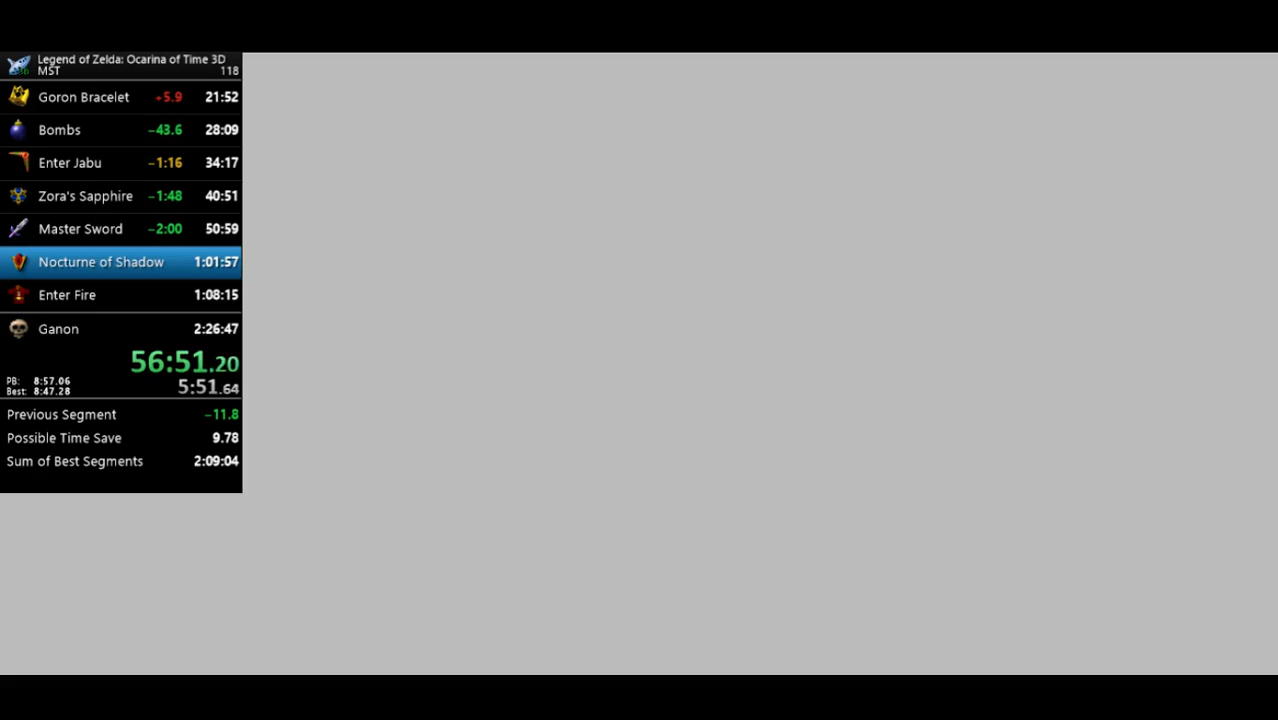 Legend of Zelda: Ocarina of Time 3D
MST 118
Goron Bracelet +5.9 21:52
Bombs −43.6 28:09
Enter Jabu −1:16 34:17
Zora's Sapphire −1:48 40:51
Master Sword −2:00 50:59
Nocturne of Shadow 1:01:57
Enter Fire 1:08:15
Ganon 2:26:47
56:51.20
PB: 8:57.06
Best: 8:47.28
5:51.64
Previous Segment −11.8
Possible Time Save 9.78
Sum of Best Segments 2:09:04